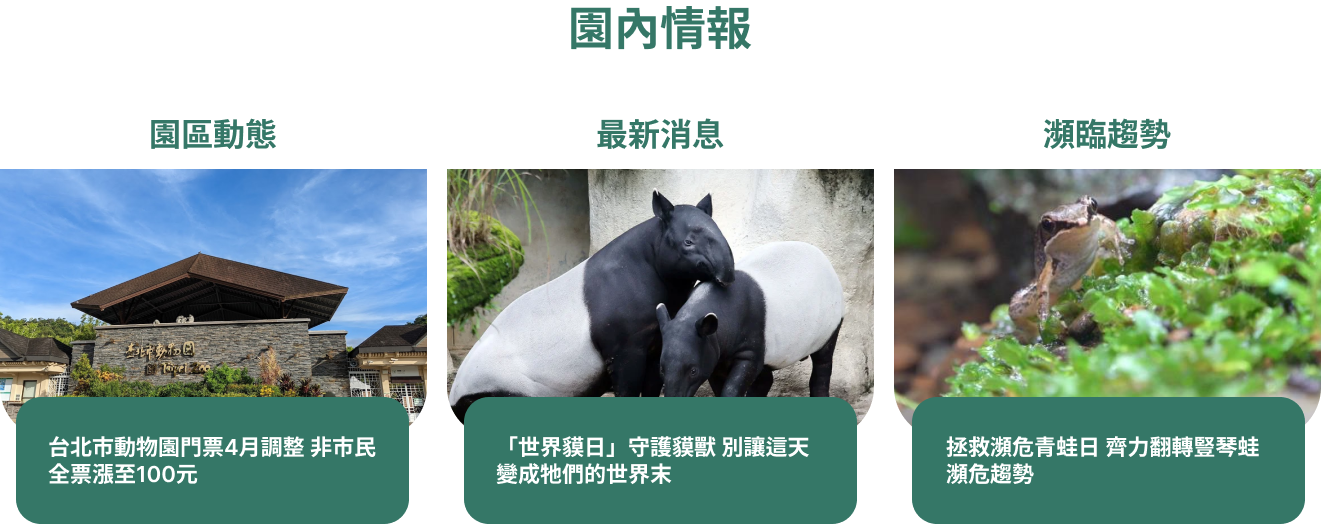 園內情報
園區動態
最新消息
瀕臨趨勢
臺北市動物園
Taipei Zoo
台北市動物園門票4月調整 非市民
全票漲至100元
「世界貘日」守護貘獸 別讓這天
變成牠們的世界末
拯救瀕危青蛙日 齊力翻轉豎琴蛙
瀕危趨勢